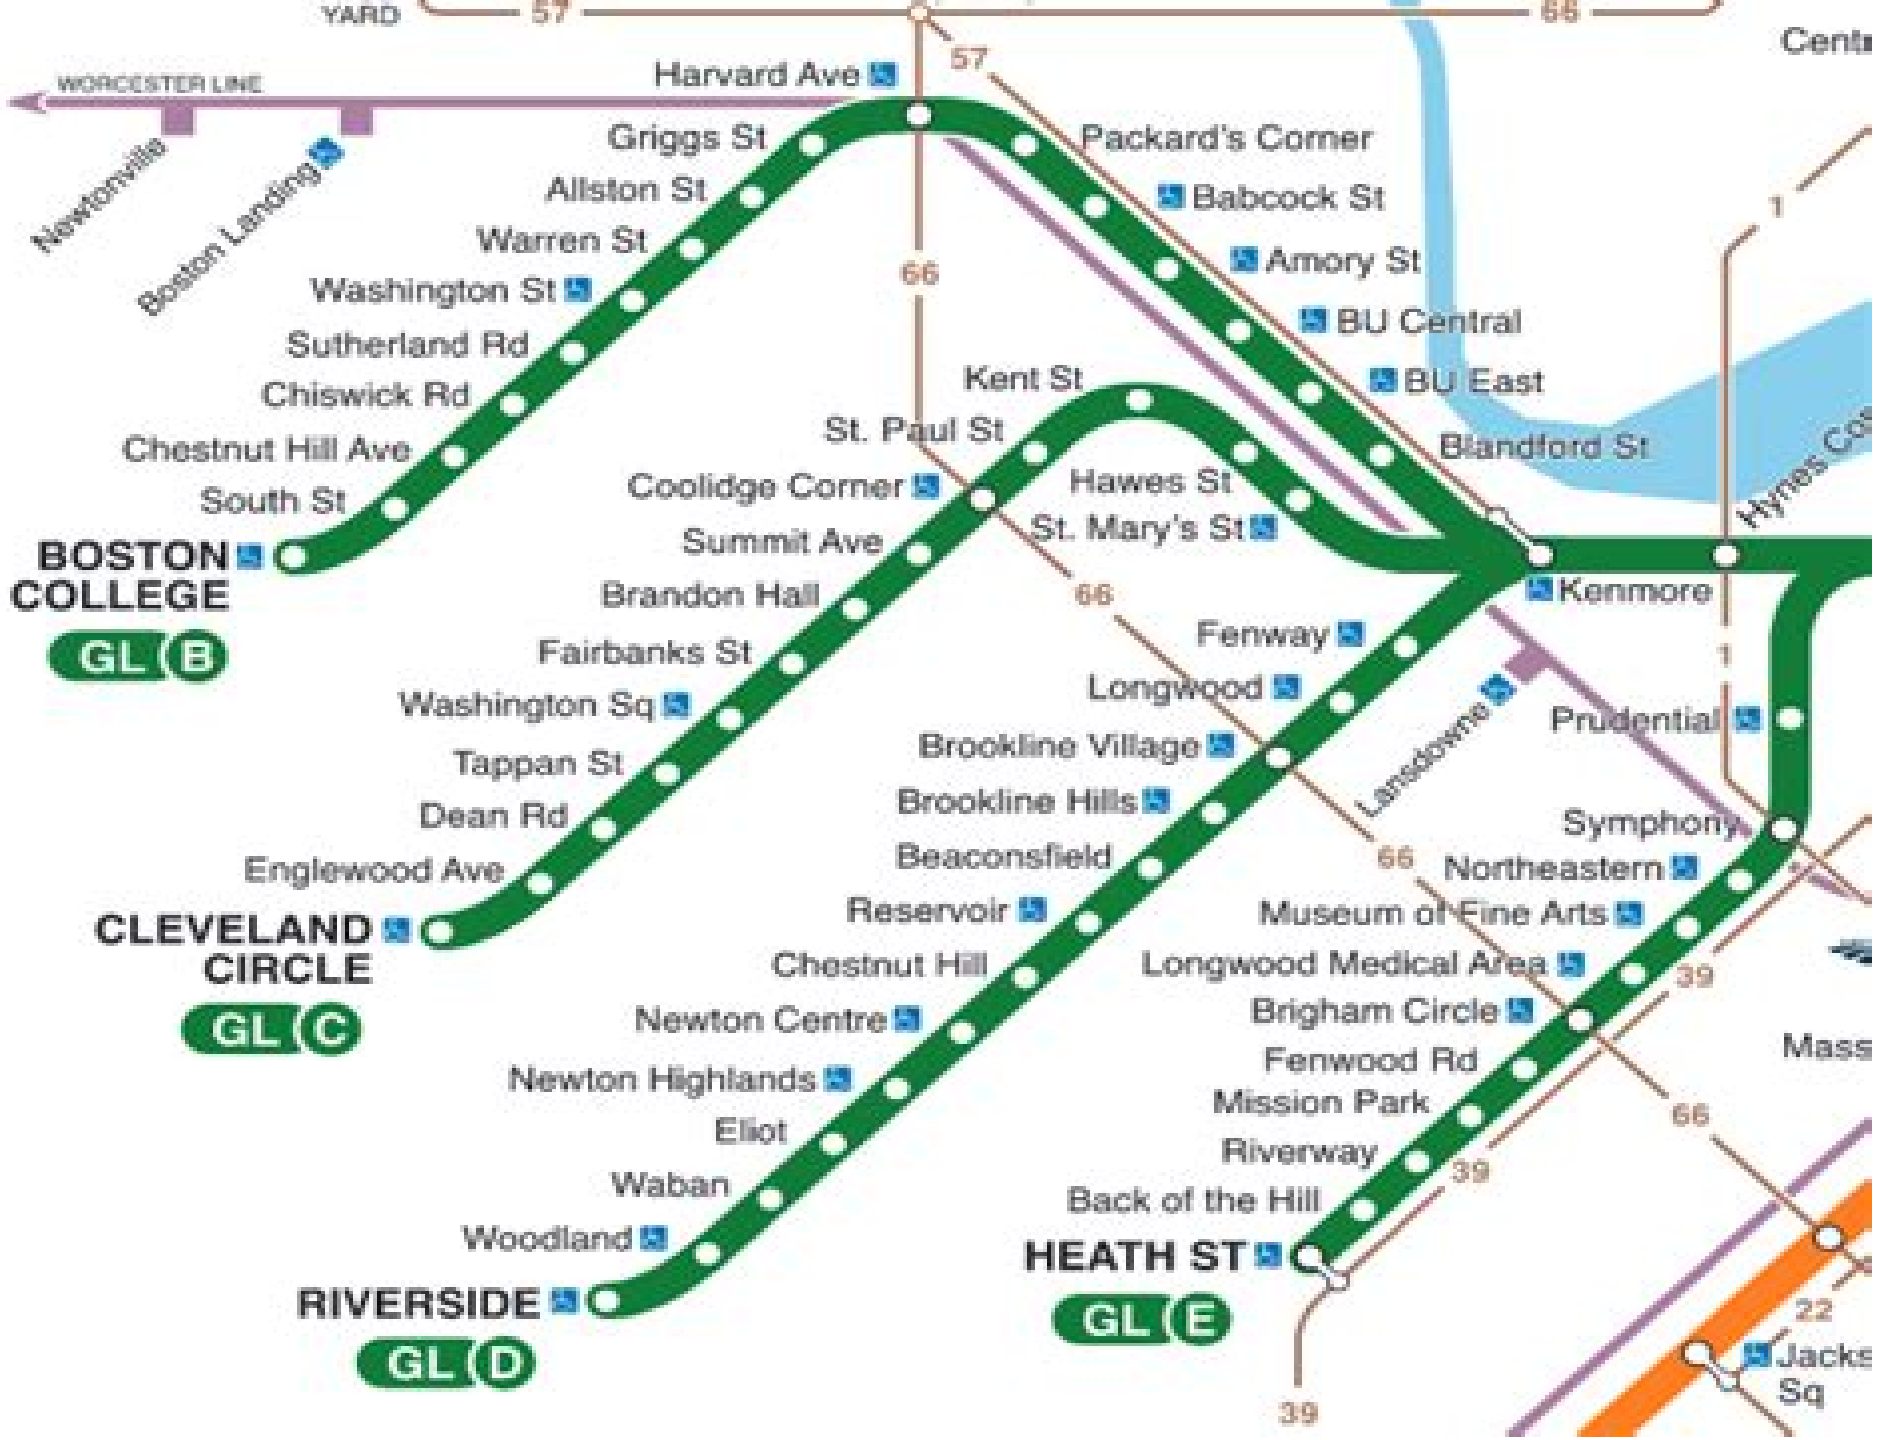 YARD
57
66
57
Harvard Ave
WORCESTER LINE
Newtonville
Boston Landing
Griggs St
Allston St
Warren St
Washington St
Sutherland Rd
Chiswick Rd
Chestnut Hill Ave
South St
BOSTON
COLLEGE
GL B
Packard's Corner
Babcock St
Amory St
BU Central
BU East
Blandford St
1
66
Kent St
St. Paul St
Coolidge Corner
Summit Ave
Brandon Hall
Fairbanks St
Washington Sq
Tappan St
Dean Rd
Englewood Ave
CLEVELAND
CIRCLE
GL C
Hawes St
St. Mary's St
66
Kenmore
Hynes
1
Fenway
Longwood
Brookline Village
Brookline Hills
Beaconsfield
Reservoir
Chestnut Hill
Newton Centre
Newton Highlands
Eliot
Waban
Woodland
RIVERSIDE
GL D
Lansdowne
Prudential
Symphony
66
Northeastern
Museum of Fine Arts
Longwood Medical Area
39
Brigham Circle
Fenwood Rd
Mission Park
Riverway
Back of the Hill
HEATH ST
GL E
39
39
Mass
66
22
Sq